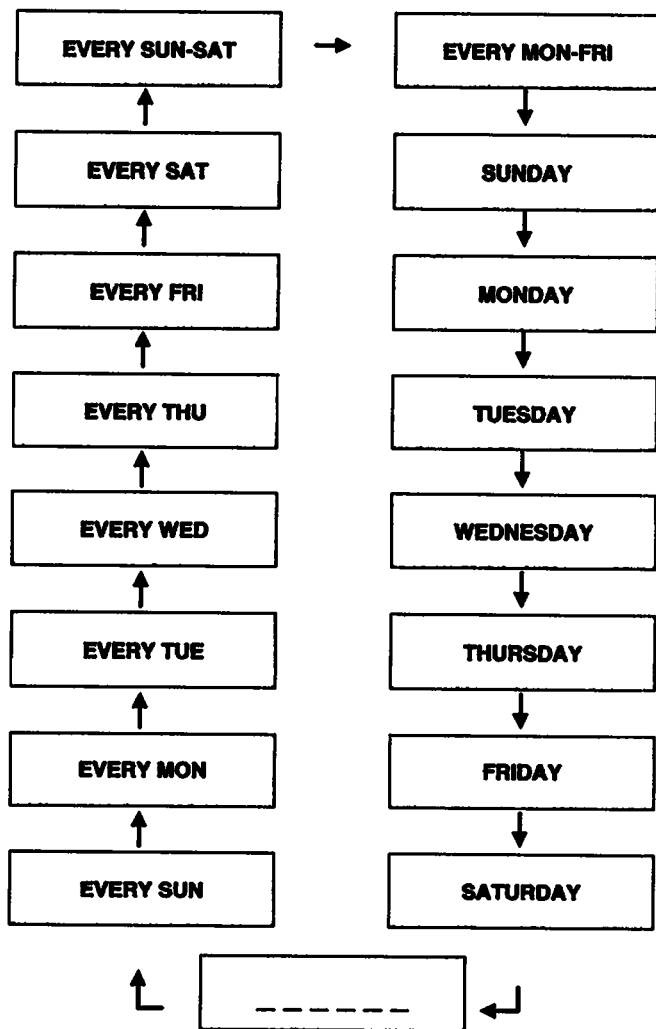 EVERY SUN-SAT
EVERY MON-FRI
EVERY SAT
SUNDAY
EVERY FRI
MONDAY
EVERY THU
TUESDAY
EVERY WED
WEDNESDAY
EVERY TUE
THURSDAY
EVERY MON
FRIDAY
EVERY SUN
SATURDAY
_ _ _ _ _ _